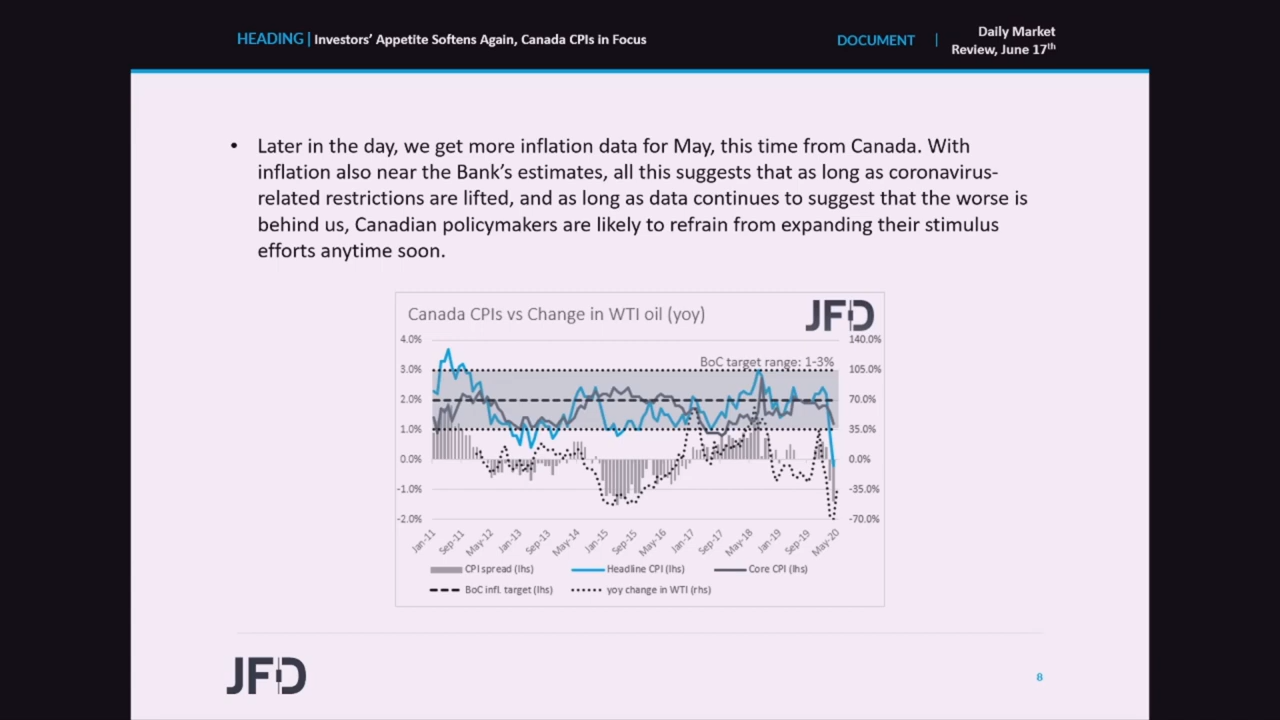 HEADING | Investors’ Appetite Softens Again, Canada CPIs in Focus
DOCUMENT | Daily Market
Review, June 17th
• Later in the day, we get more inflation data for May, this time from Canada. With
inflation also near the Bank’s estimates, all this suggests that as long as coronavirus-
related restrictions are lifted, and as long as data continues to suggest that the worse is
behind us, Canadian policymakers are likely to refrain from expanding their stimulus
efforts anytime soon.
Canada CPIs vs Change in WTI oil (yoy)
JFD
4.0% 140.0%
BoC target range: 1-3%
3.0% 105.0%
2.0% 70.0%
1.0% 35.0%
0.0% 0.0%
-1.0% -35.0%
-2.0% -70.0%
Jan-11 Sep-11 May-12 Jan-13 Sep-13 May-14 Jan-15 Sep-15 May-16 Jan-17 Sep-17 May-18 Jan-19 Sep-19 May-20
CPI spread (lhs) Headline CPI (lhs) Core CPI (lhs)
BoC infl. target (lhs) yoy change in WTI (rhs)
JFD
8